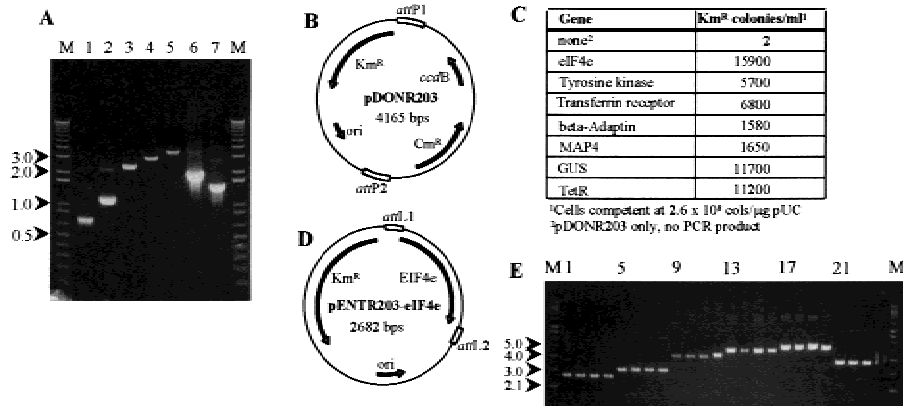 A
M 1 2 3 4 5 6 7 M
3.0
2.0
1.0
0.5
B
attP1
KmR
ccdB
pDONR203
4165 bps
ori
CmR
attP2
C
Gene KmR colonies/ml¹
none² 2
eIF4e 15900
Tyrosine kinase 5700
Transferrin receptor 6800
beta-Adaptin 1580
MAP4 1650
GUS 11700
TetR 11200
¹Cells competent at 2.6 x 10⁸ cols/µg pUC
²pDONR203 only, no PCR product
D
attL1
KmR
EIF4e
pENTR203-eIF4e
2682 bps
attL2
ori
E
M 1 5 9 13 17 21 M
5.0
4.0
3.0
2.1